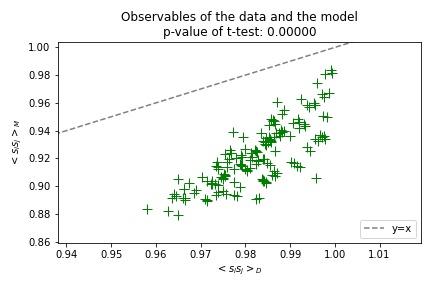 Observables of the data and the model
p-value of t-test: 0.00000
1.00
0.98
0.96
0.94
0.92
0.90
0.88
0.86
< s_i s_j >_M
0.94 0.95 0.96 0.97 0.98 0.99 1.00 1.01
< s_i s_j >_D
y=x